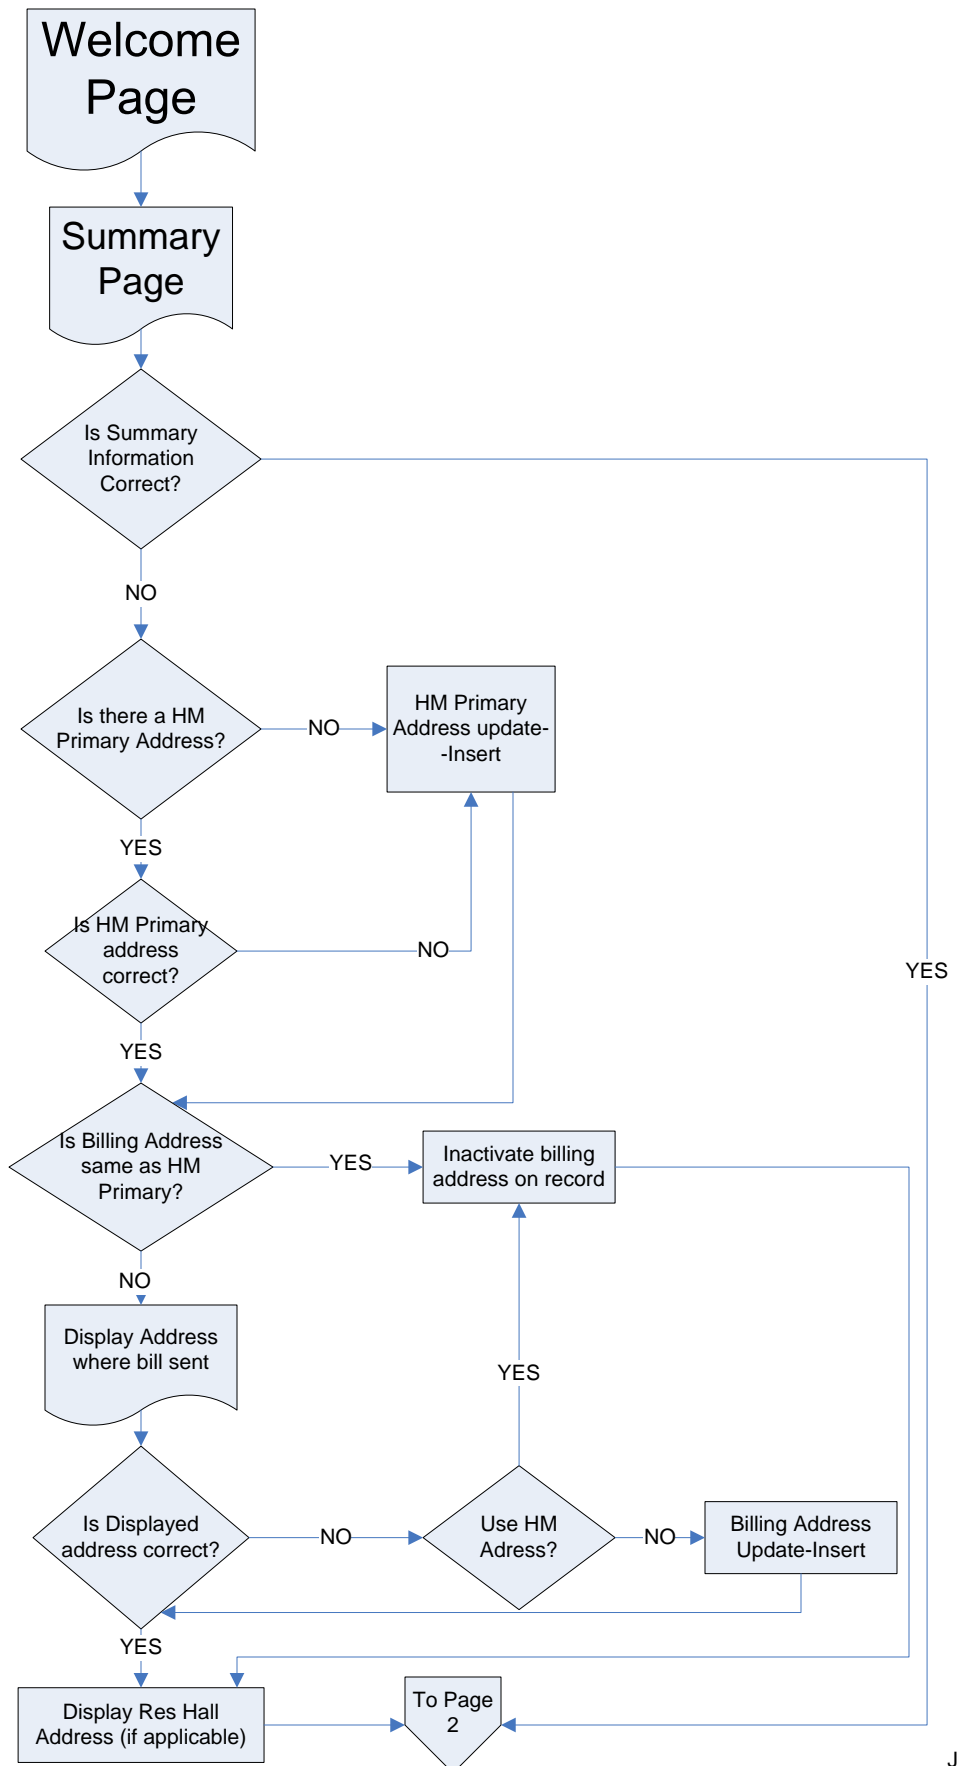 Welcome
Page
Summary
Page
Is Summary
Information
Correct?
NO
Is there a HM
Primary Address?
NO
HM Primary
Address update-
-Insert
YES
Is HM Primary
address
correct?
NO
YES
YES
Is Billing Address
same as HM
Primary?
YES
Inactivate billing
address on record
NO
Display Address
where bill sent
YES
Is Displayed
address correct?
NO
Use HM
Adress?
NO
Billing Address
Update-Insert
YES
Display Res Hall
Address (if applicable)
To Page
2
J